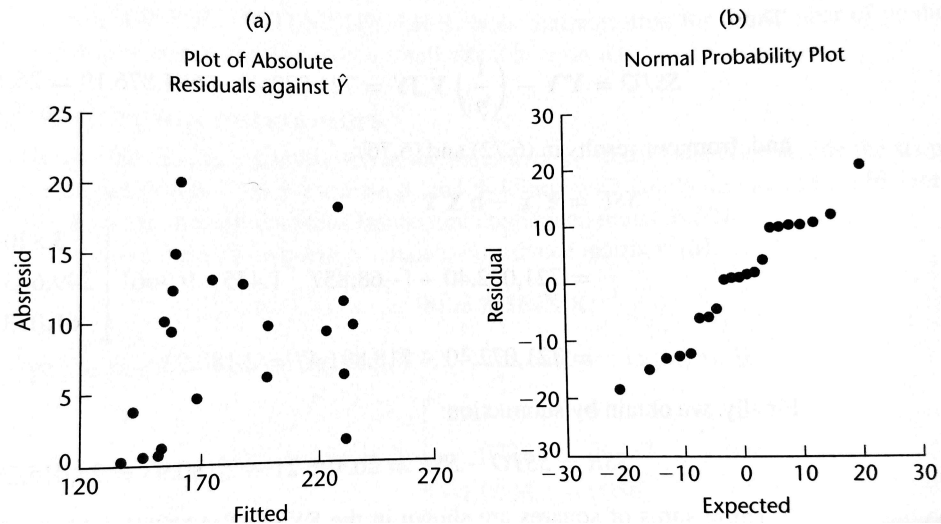 (a)
Plot of Absolute
Residuals against Ŷ
25
20
15
10
5
0
120
170
220
270
Absresid
Fitted
(b)
Normal Probability Plot
30
20
10
0
−10
−20
−30
−30
−20
−10
0
10
20
30
Residual
Expected